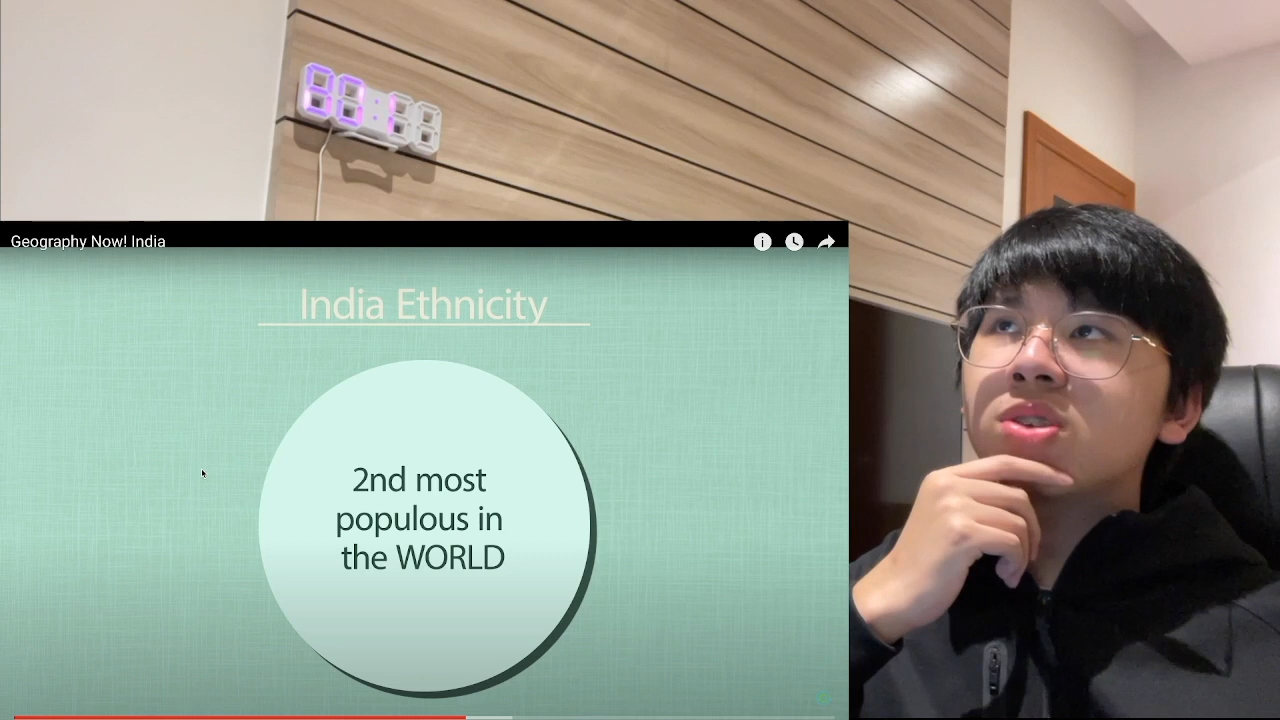 Geography Now! India
India Ethnicity
2nd most
populous in
the WORLD